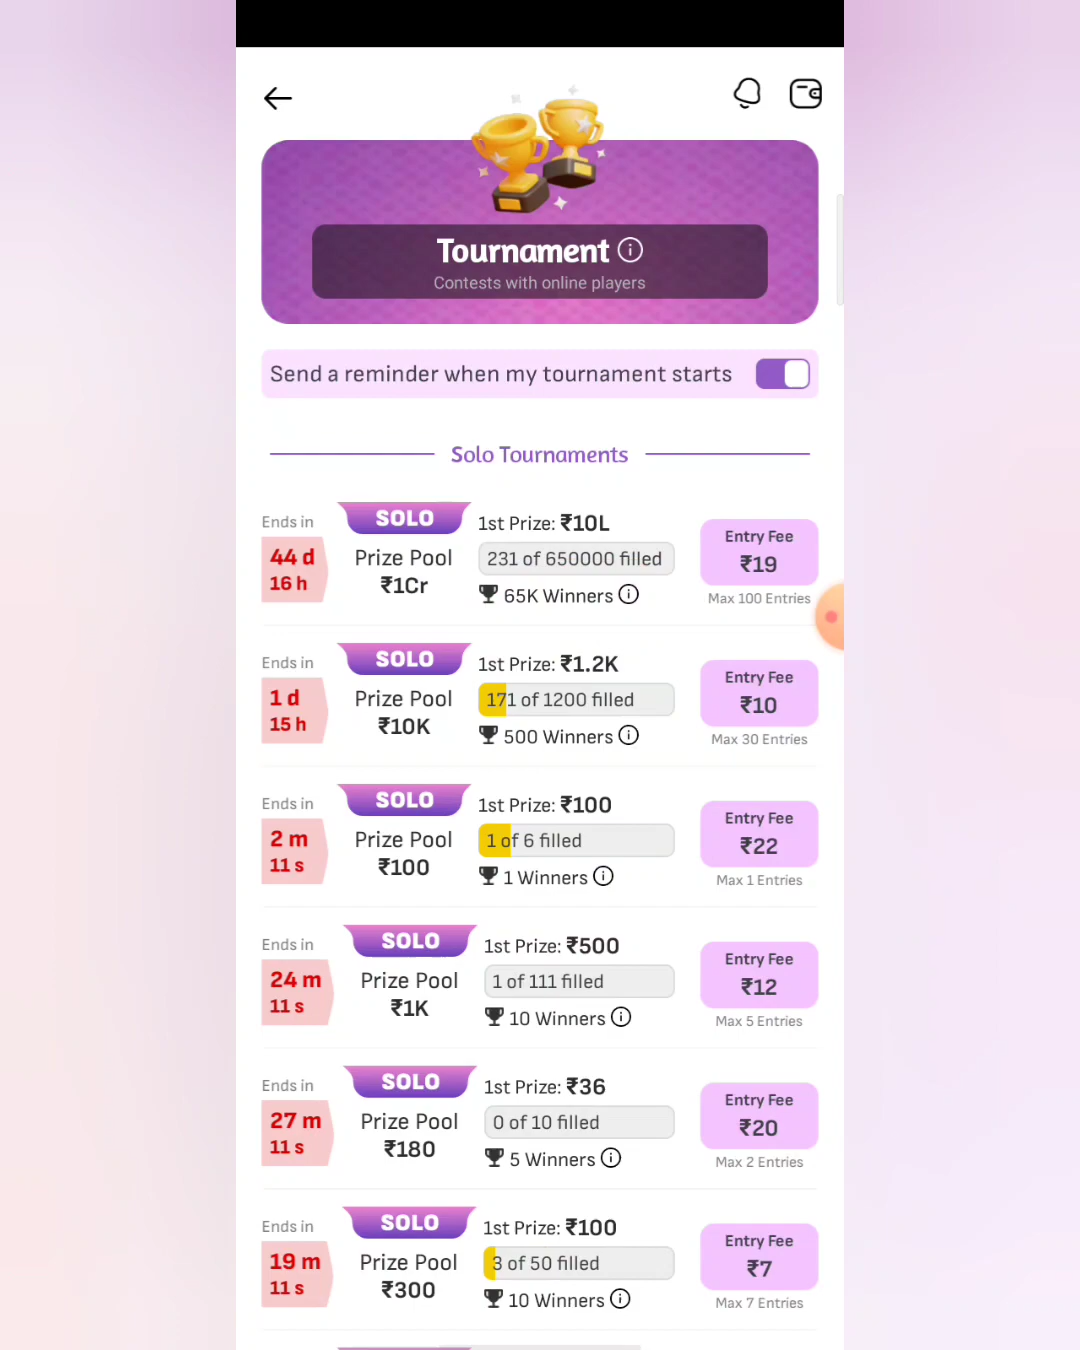 Tournament
Contests with online players
Send a reminder when my tournament starts
Solo Tournaments
Ends in
44 d
16 h
SOLO
Prize Pool
₹1Cr
1st Prize: ₹10L
231 of 650000 filled
65K Winners
Entry Fee
₹19
Max 100 Entries
Ends in
1 d
15 h
SOLO
Prize Pool
₹10K
1st Prize: ₹1.2K
171 of 1200 filled
500 Winners
Entry Fee
₹10
Max 30 Entries
Ends in
2 m
11 s
SOLO
Prize Pool
₹100
1st Prize: ₹100
1 of 6 filled
1 Winners
Entry Fee
₹22
Max 1 Entries
Ends in
24 m
11 s
SOLO
Prize Pool
₹1K
1st Prize: ₹500
1 of 111 filled
10 Winners
Entry Fee
₹12
Max 5 Entries
Ends in
27 m
11 s
SOLO
Prize Pool
₹180
1st Prize: ₹36
0 of 10 filled
5 Winners
Entry Fee
₹20
Max 2 Entries
Ends in
19 m
11 s
SOLO
Prize Pool
₹300
1st Prize: ₹100
3 of 50 filled
10 Winners
Entry Fee
₹7
Max 7 Entries